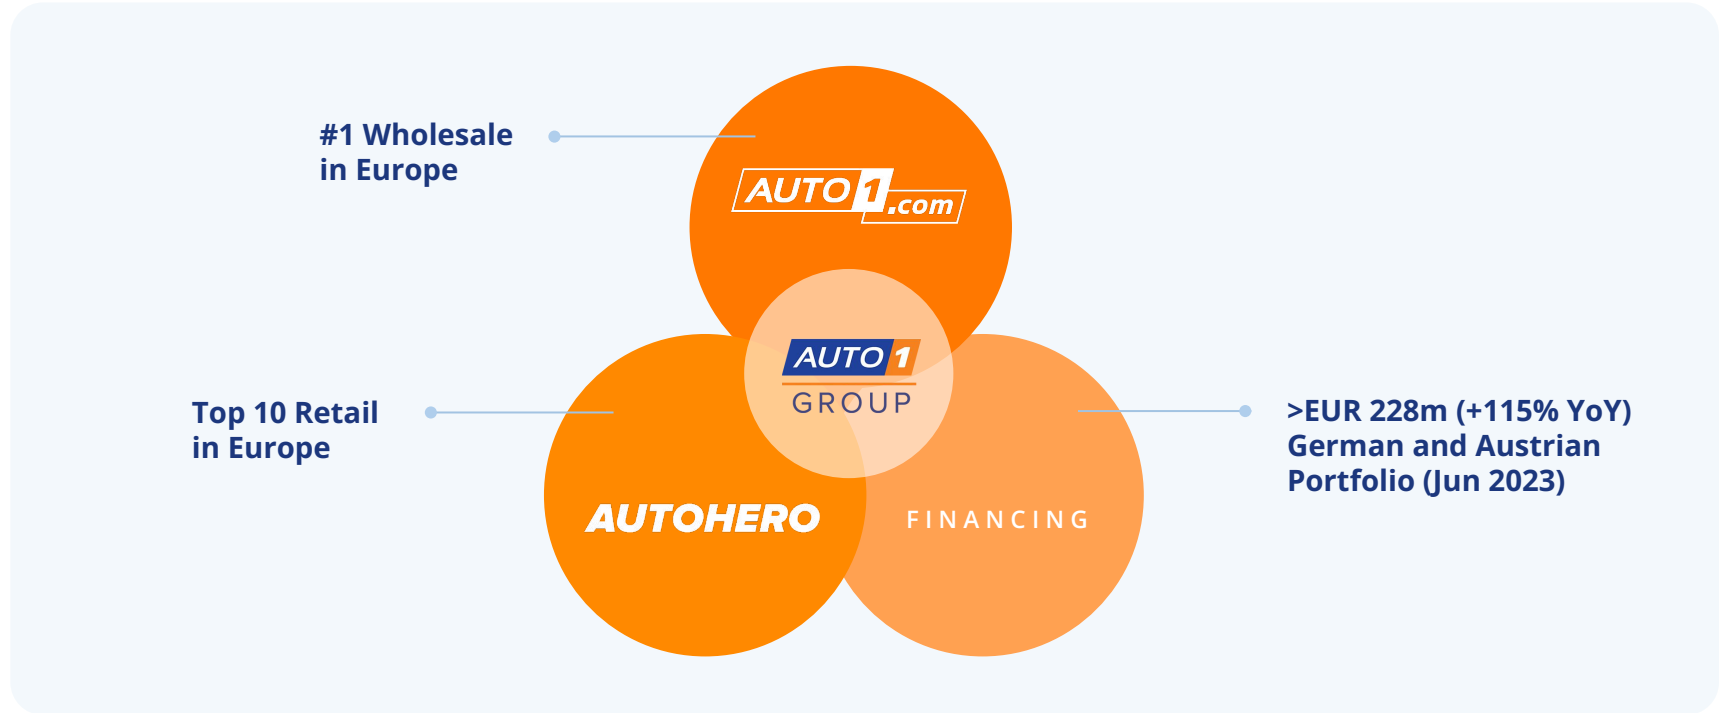 #1 Wholesale
in Europe
AUTO1.com
AUTO1
GROUP
Top 10 Retail
in Europe
>EUR 228m (+115% YoY)
German and Austrian
Portfolio (Jun 2023)
AUTOHERO
FINANCING